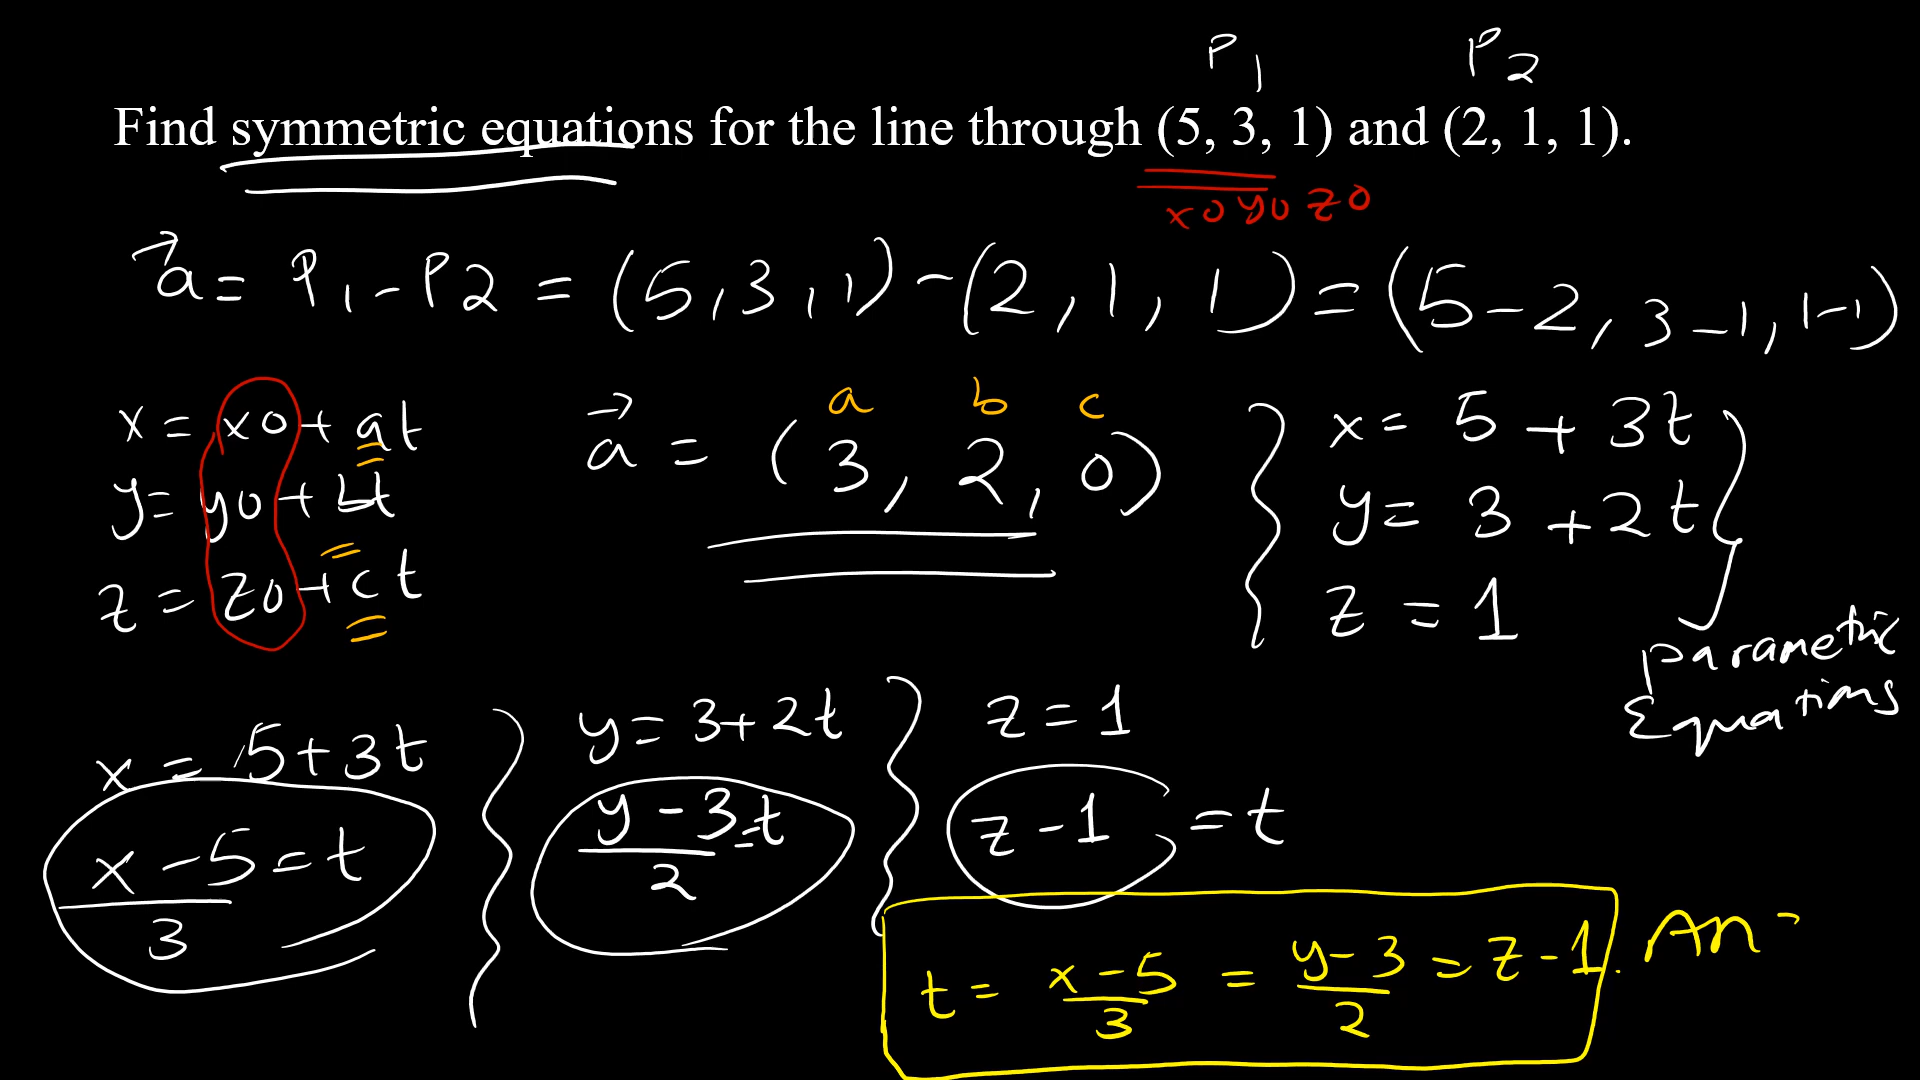 P1 P2
Find symmetric equations for the line through (5, 3, 1) and (2, 1, 1).
x0 y0 z0
a⃗ = P1 - P2 = (5, 3, 1) - (2, 1, 1) = (5-2, 3-1, 1-1)
a b c
x = x0 + at
y = y0 + bt
z = z0 + ct
a⃗ = (3, 2, 0)
x = 5 + 3t
y = 3 + 2t
z = 1
Parametric
Equations
x = 5+3t
x-5/3 = t
y = 3+2t
y-3/2 = t
z = 1
z-1 = t
t = x-5/3 = y-3/2 = z-1. An